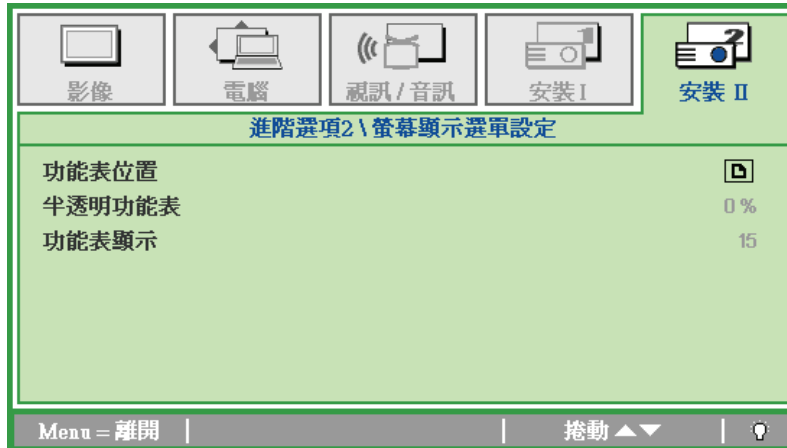 影像
電腦
視訊 / 音訊
安裝 I
安裝 II
進階選項2 \ 螢幕顯示選單設定
功能表位置
半透明功能表 0 %
功能表顯示 15
Menu = 離開 捲動 ▲▼